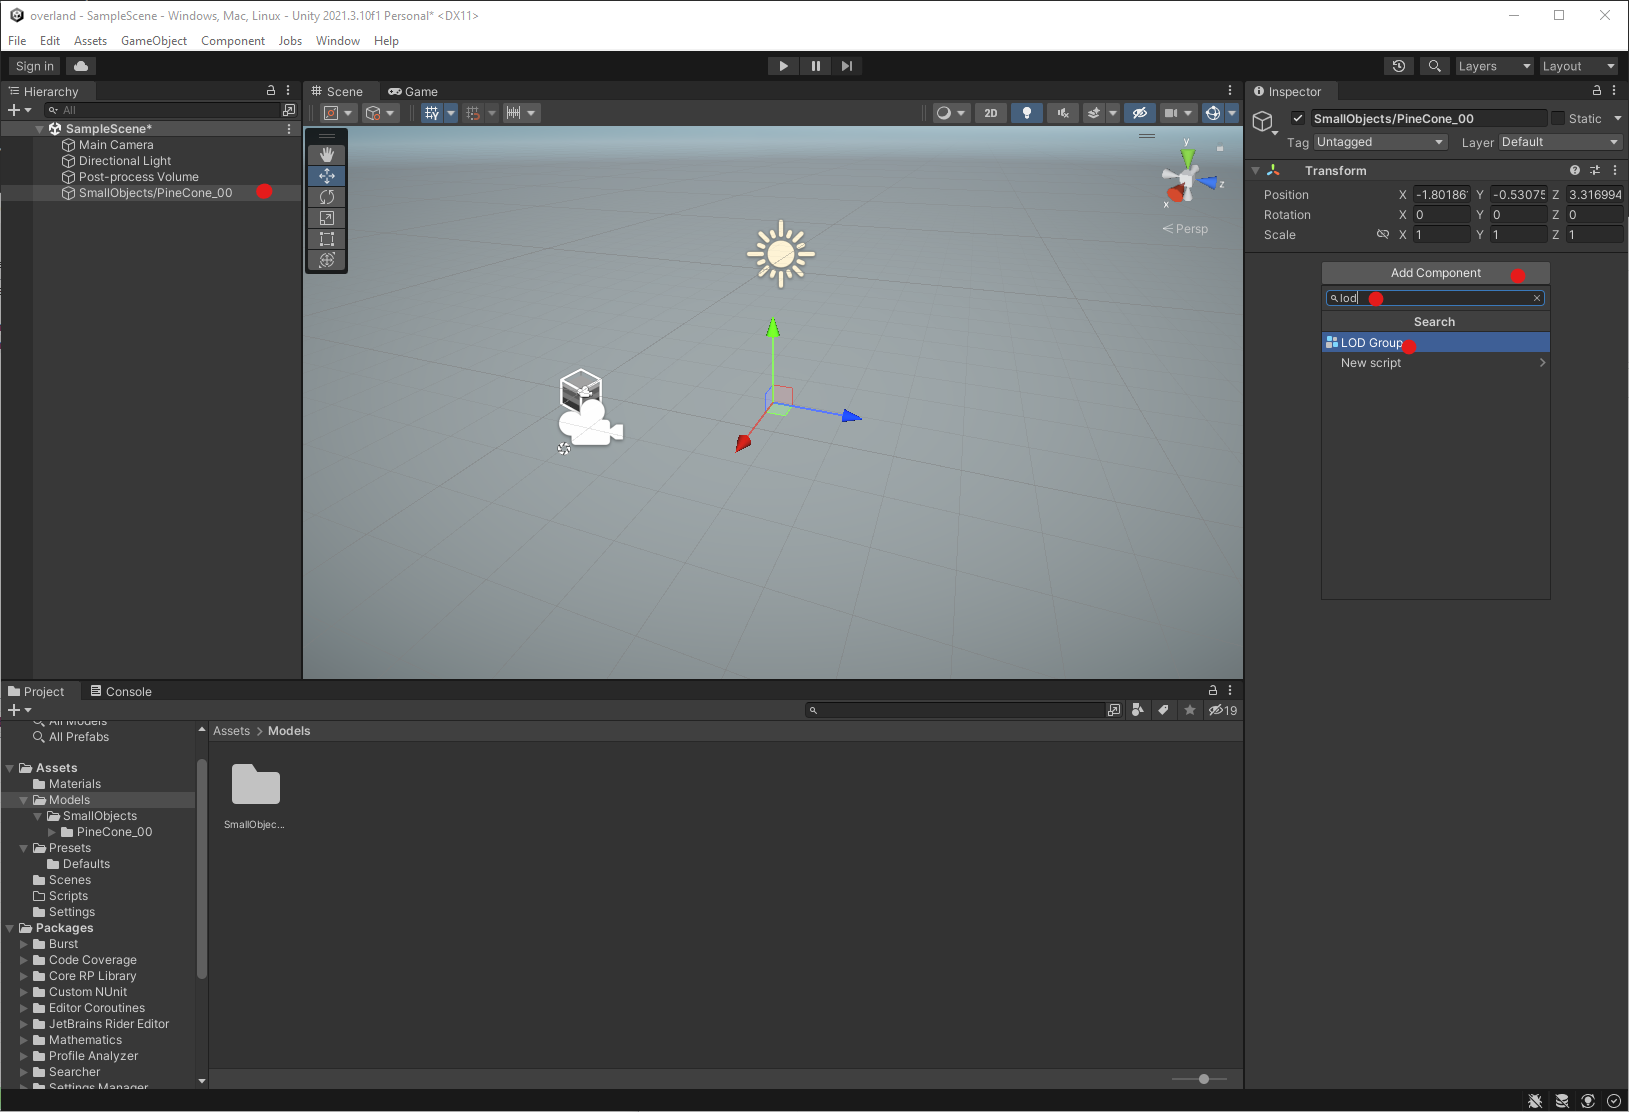 overland - SampleScene - Windows, Mac, Linux - Unity 2021.3.10f1 Personal* <DX11>
File Edit Assets GameObject Component Jobs Window Help
Sign in
Layers Layout
Hierarchy
All
SampleScene*
Main Camera
Directional Light
Post-process Volume
SmallObjects/PineCone_00
Scene Game
2D
y
z
x
Persp
Inspector
SmallObjects/PineCone_00 Static
Tag Untagged Layer Default
Transform
Position X -1.80186 Y -0.53075 Z 3.316994
Rotation X 0 Y 0 Z 0
Scale X 1 Y 1 Z 1
Add Component
lod
Search
LOD Group
New script
Project Console
19
All Models
All Prefabs
Assets
Materials
Models
SmallObjects
PineCone_00
Presets
Defaults
Scenes
Scripts
Settings
Packages
Burst
Code Coverage
Core RP Library
Custom NUnit
Editor Coroutines
JetBrains Rider Editor
Mathematics
Profile Analyzer
Searcher
Settings Manager
Assets > Models
SmallObjec...